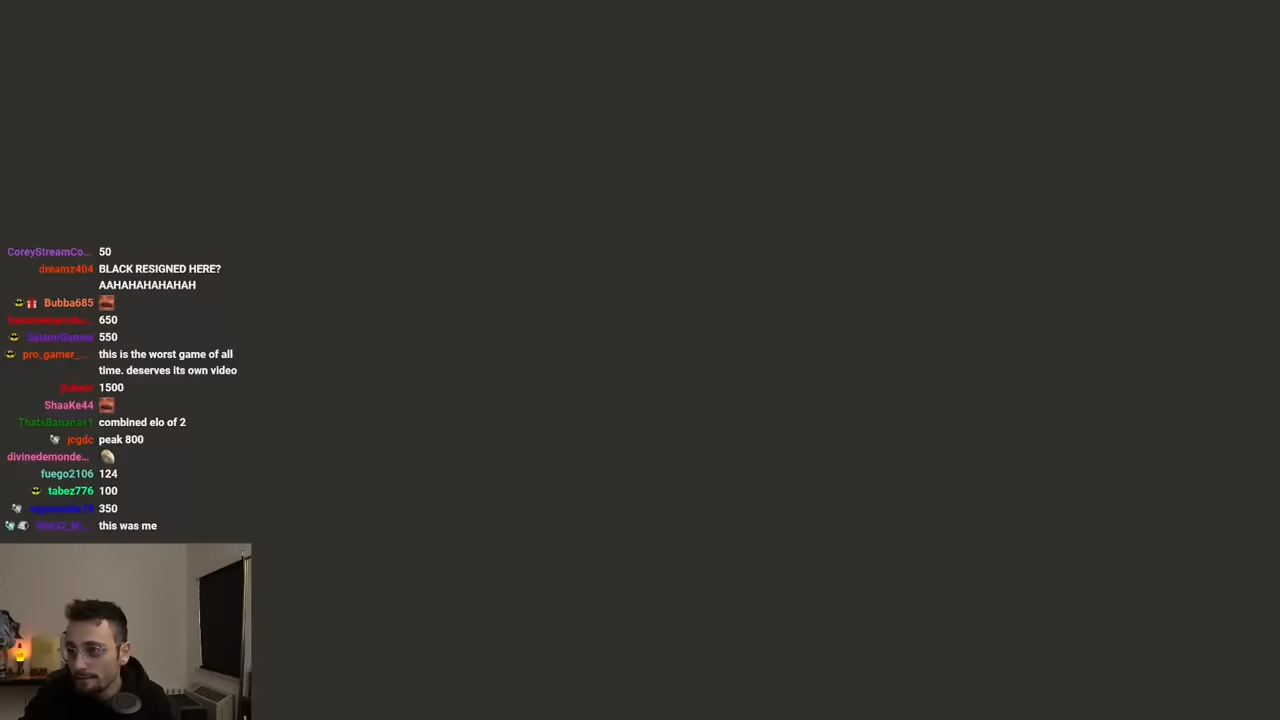 CoreyStreamCo... 50
dreamz404 BLACK RESIGNED HERE?
AAHAHAHAHAHAH
Bubba685
650
SalamiGames 550
pro_gamer_... this is the worst game of all
time. deserves its own video
1500
ShaaKe44
ThatsBananas1 combined elo of 2
jcgdc peak 800
divinedemonde...
fuego2106 124
tabez776 100
350
this was me